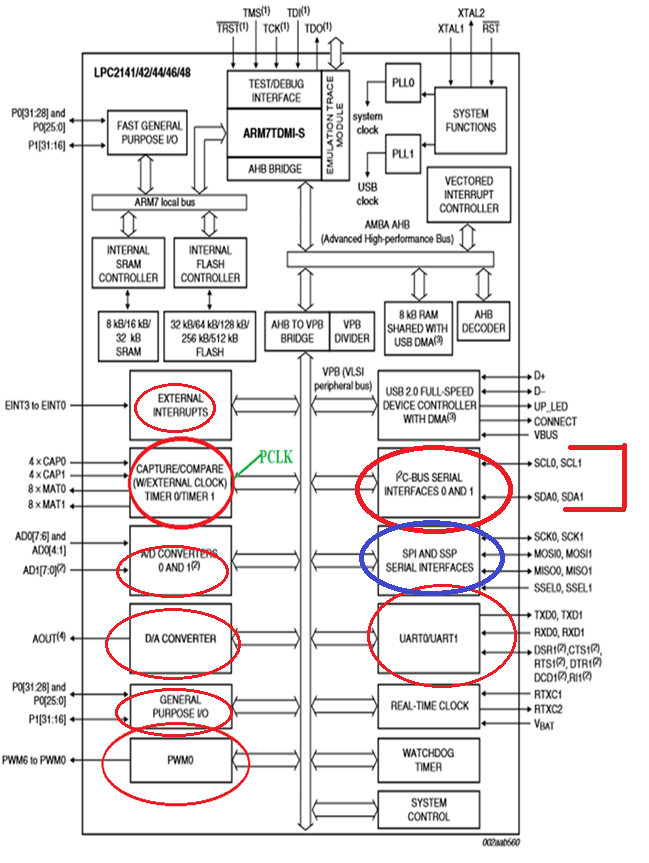 TMS(1) TDI(1)
TRST(1) TCK(1) TDO(1)
XTAL2
XTAL1 RST
LPC2141/42/44/46/48
P0[31:28] and
P0[25:0]
P1[31:16]
FAST GENERAL
PURPOSE I/O
TEST/DEBUG
INTERFACE
ARM7TDMI-S
AHB BRIDGE
EMULATION TRACE
MODULE
PLL0
system
clock
PLL1
USB
clock
SYSTEM
FUNCTIONS
VECTORED
INTERRUPT
CONTROLLER
ARM7 local bus
AMBA AHB
(Advanced High-performance Bus)
INTERNAL
SRAM
CONTROLLER
INTERNAL
FLASH
CONTROLLER
8 kB/16 kB/
32 kB
SRAM
32 kB/64 kB/128 kB/
256 kB/512 kB
FLASH
AHB TO VPB
BRIDGE
VPB
DIVIDER
8 kB RAM
SHARED WITH
USB DMA(3)
AHB
DECODER
VPB (VLSI
peripheral bus)
EINT3 to EINT0
EXTERNAL
INTERRUPTS
USB 2.0 FULL-SPEED
DEVICE CONTROLLER
WITH DMA(3)
D+
D−
UP_LED
CONNECT
VBUS
4 × CAP0
4 × CAP1
8 × MAT0
8 × MAT1
CAPTURE/COMPARE
(W/EXTERNAL CLOCK)
TIMER 0/TIMER 1
PCLK
I2C-BUS SERIAL
INTERFACES 0 AND 1
SCL0, SCL1
SDA0, SDA1
AD0[7:6] and
AD0[4:1]
AD1[7:0](2)
A/D CONVERTERS
0 AND 1(2)
SPI AND SSP
SERIAL INTERFACES
SCK0, SCK1
MOSI0, MOSI1
MISO0, MISO1
SSEL0, SSEL1
AOUT(4)
D/A CONVERTER
UART0/UART1
TXD0, TXD1
RXD0, RXD1
DSR1(2),CTS1(2),
RTS1(2), DTR1(2)
DCD1(2),RI1(2)
P0[31:28] and
P0[25:0]
P1[31:16]
GENERAL
PURPOSE I/O
REAL-TIME CLOCK
RTXC1
RTXC2
VBAT
PWM6 to PWM0
PWM0
WATCHDOG
TIMER
SYSTEM
CONTROL
002aab560